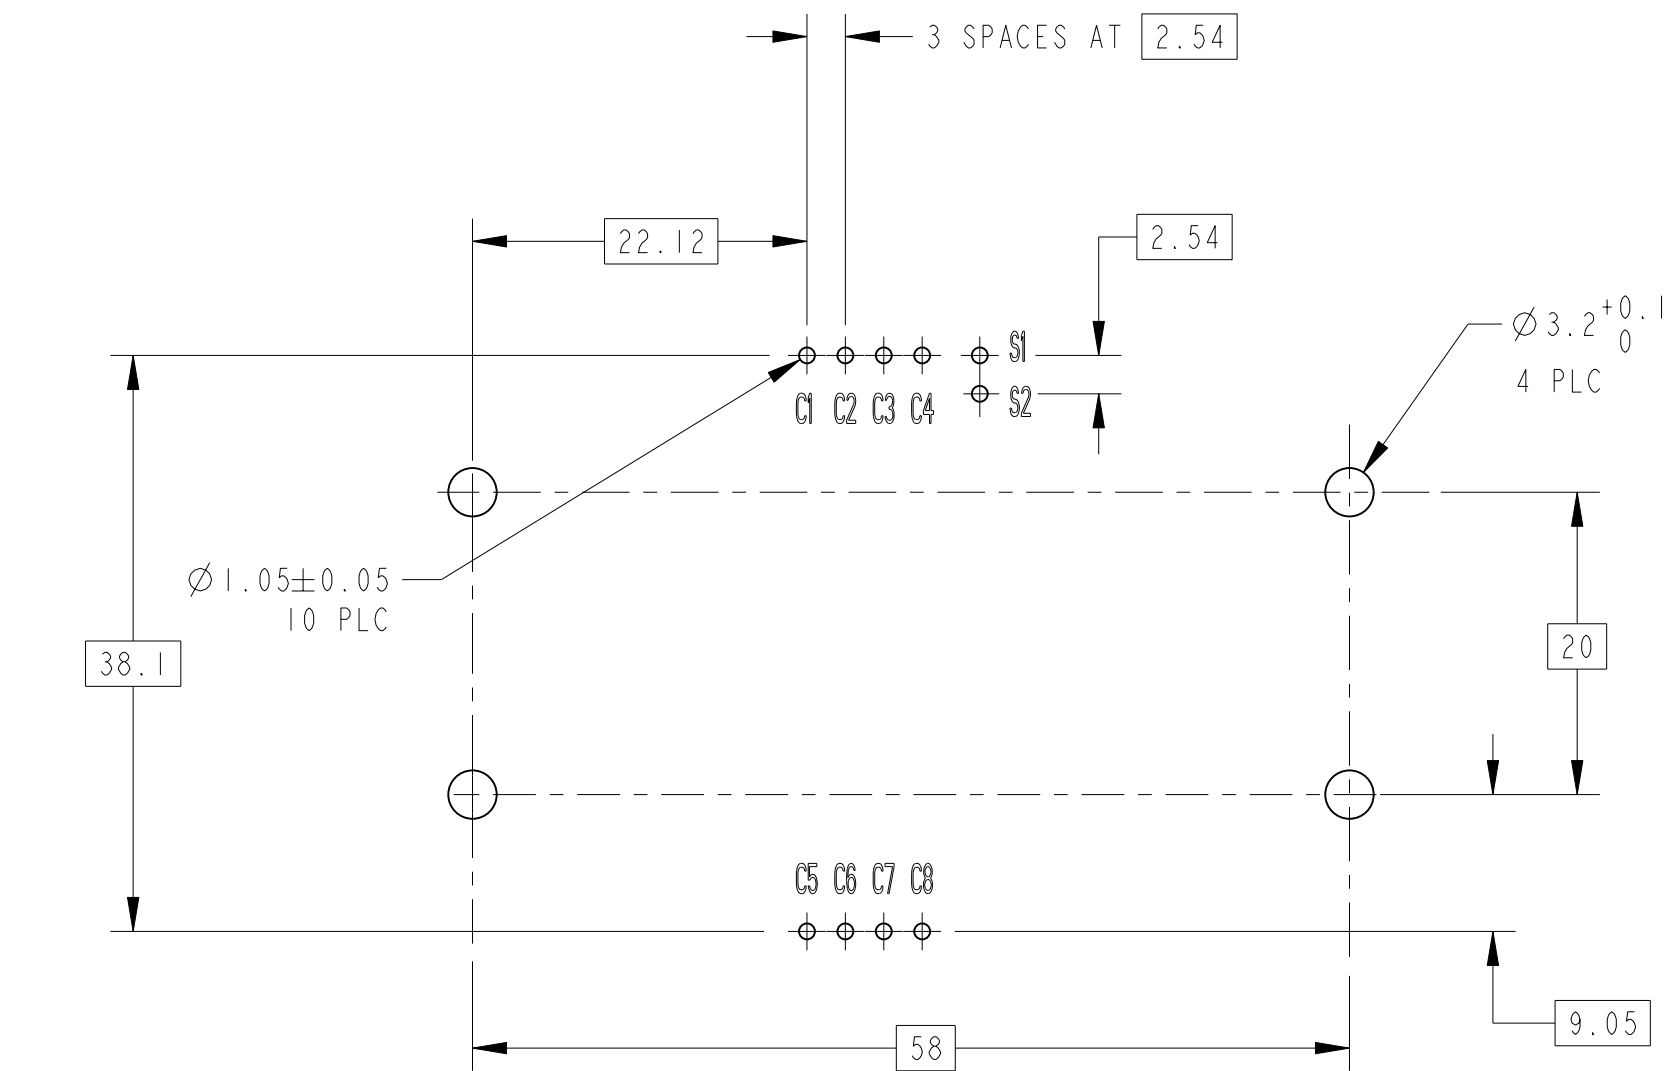 3 SPACES AT 2.54
22.12
2.54
Ø3.2 +0.1
0
4 PLC
S1
S2
C1 C2 C3 C4
Ø1.05±0.05
10 PLC
38.1
20
C5 C6 C7 C8
9.05
58